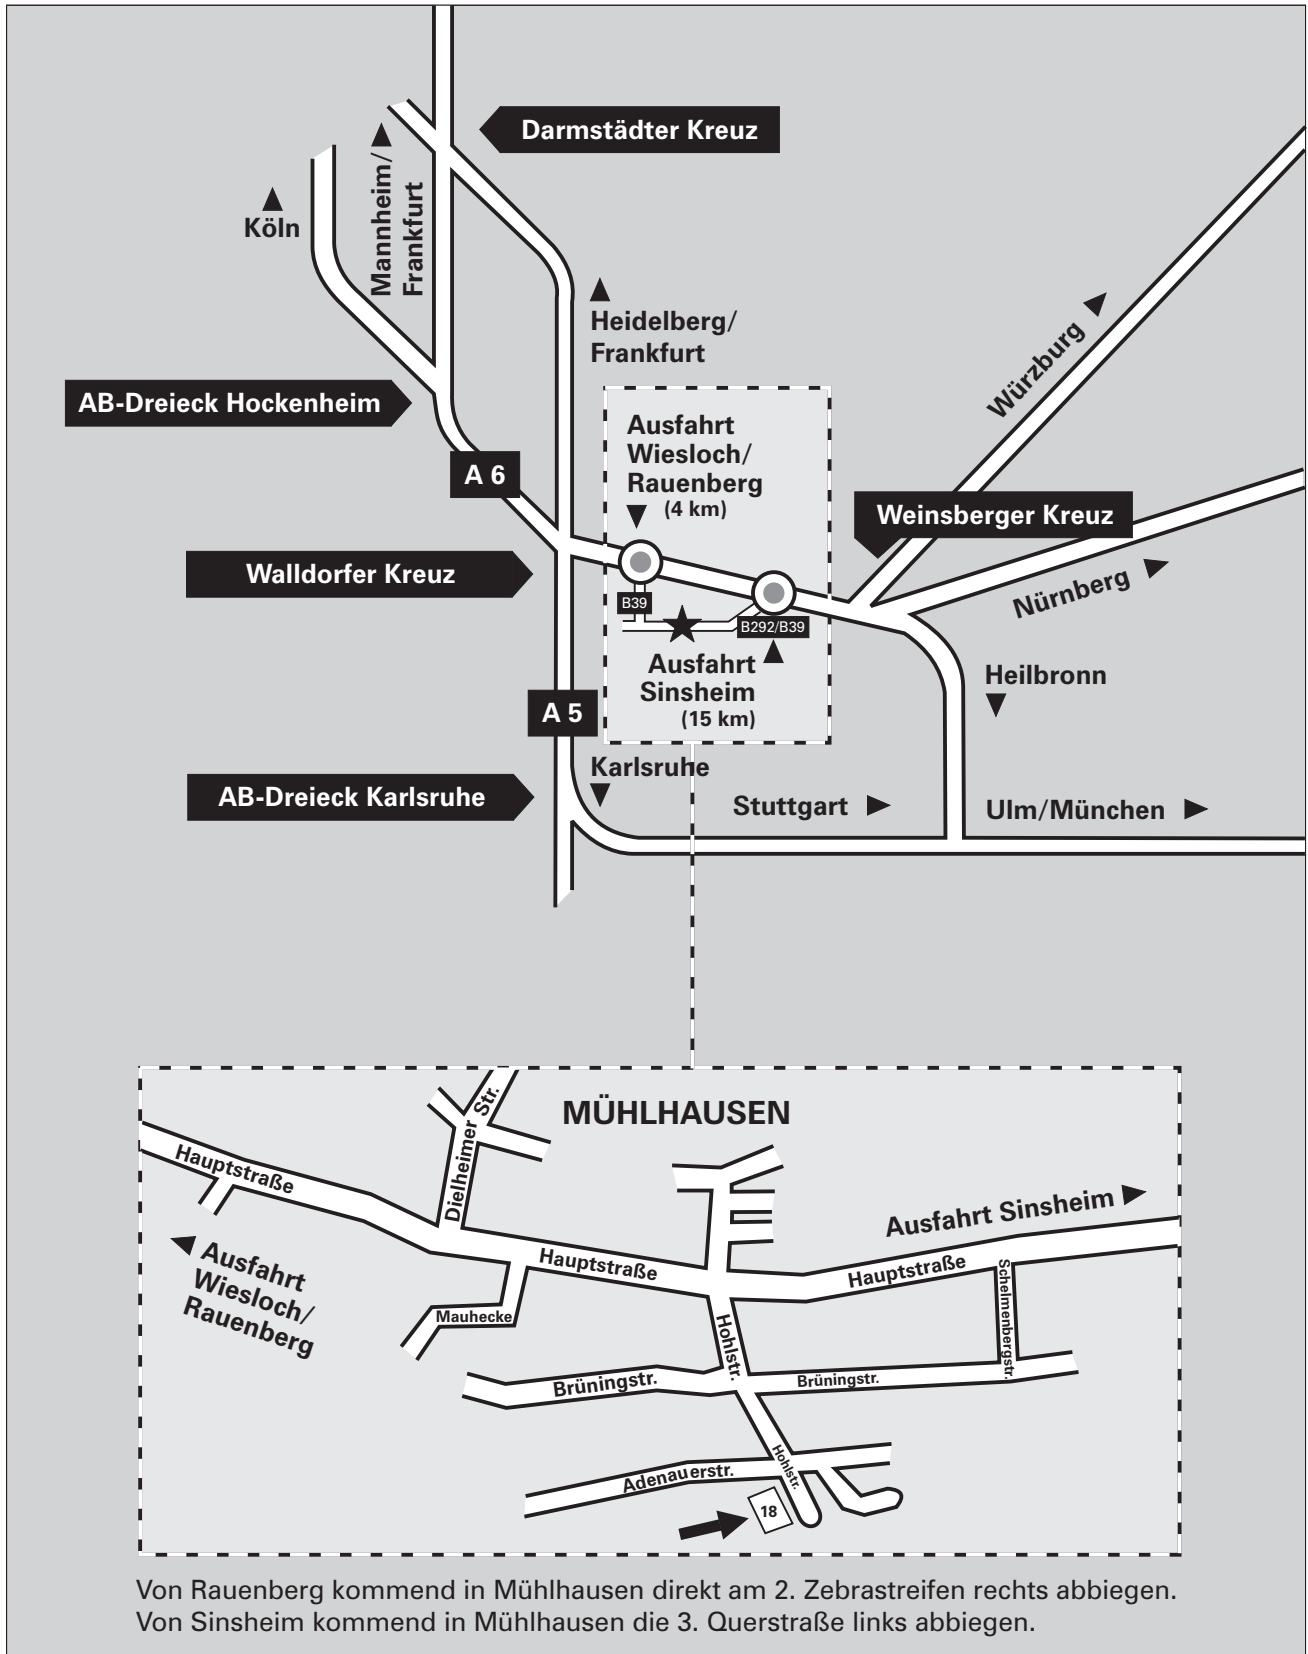 Darmstädter Kreuz
Mannheim/
Frankfurt
Köln
Heidelberg/
Frankfurt
Würzburg
AB-Dreieck Hockenheim
Ausfahrt
Wiesloch/
Rauenberg
(4 km)
A 6
Weinsberger Kreuz
Walldorfer Kreuz
Nürnberg
B39
B292/B39
Ausfahrt
Sinsheim
(15 km)
Heilbronn
A 5
Karlsruhe
AB-Dreieck Karlsruhe
Stuttgart
Ulm/München
MÜHLHAUSEN
Dielheimer Str.
Hauptstraße
Ausfahrt Sinsheim
Ausfahrt
Wiesloch/
Rauenberg
Hauptstraße
Hauptstraße
Schelmenbergstr.
Mauhecke
Hohlstr.
Brüningstr.
Brüningstr.
Hohlstr.
Adenauerstr.
18
Von Rauenberg kommend in Mühlhausen direkt am 2. Zebrastreifen rechts abbiegen.
Von Sinsheim kommend in Mühlhausen die 3. Querstraße links abbiegen.